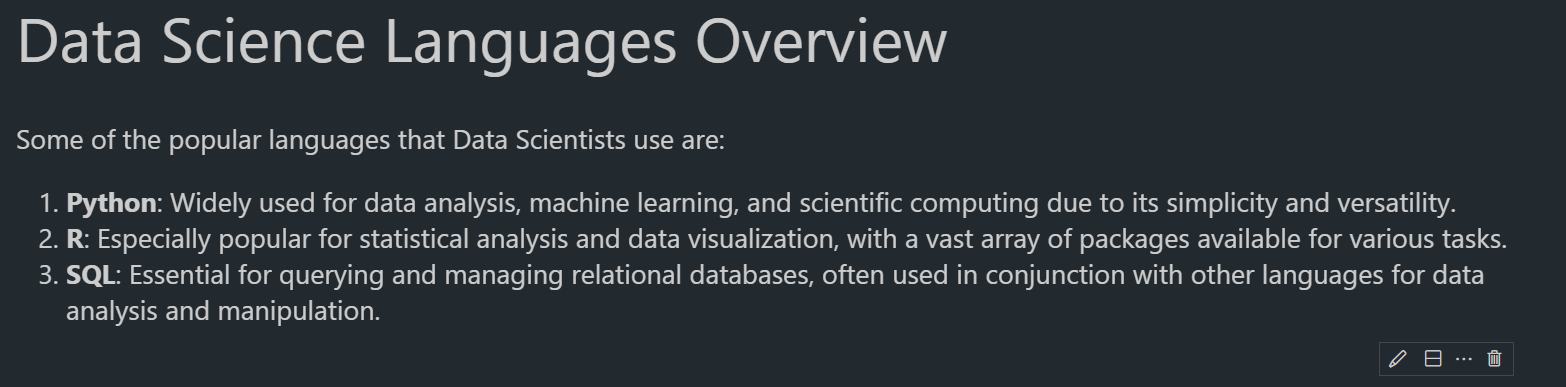 Data Science Languages Overview
Some of the popular languages that Data Scientists use are:
1. Python: Widely used for data analysis, machine learning, and scientific computing due to its simplicity and versatility.
2. R: Especially popular for statistical analysis and data visualization, with a vast array of packages available for various tasks.
3. SQL: Essential for querying and managing relational databases, often used in conjunction with other languages for data
analysis and manipulation.